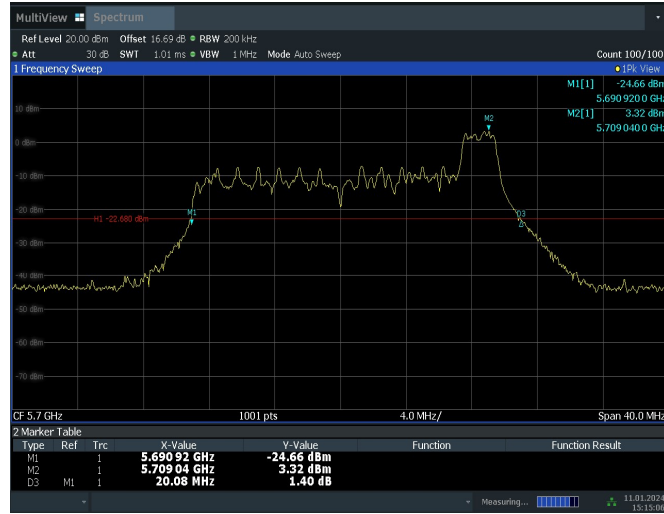 MultiView Spectrum
Ref Level 20.00 dBm Offset 16.69 dB RBW 200 kHz
Att 30 dB SWT 1.01 ms VBW 1 MHz Mode Auto Sweep Count 100/100
1 Frequency Sweep 1Pk View
M1[1] -24.66 dBm
5.690 920 0 GHz
M2[1] 3.32 dBm
5.709 040 0 GHz
10 dBm
M2
0 dBm
-10 dBm
-20 dBm
H1 -22.680 dBm
M1
D3
-30 dBm
-40 dBm
-50 dBm
-60 dBm
-70 dBm
CF 5.7 GHz 1001 pts 4.0 MHz/ Span 40.0 MHz
2 Marker Table
Type Ref Trc X-Value Y-Value Function Function Result
M1 1 5.690 92 GHz -24.66 dBm
M2 1 5.709 04 GHz 3.32 dBm
D3 M1 1 20.08 MHz 1.40 dB
Measuring... 11.01.2024
15:15:06